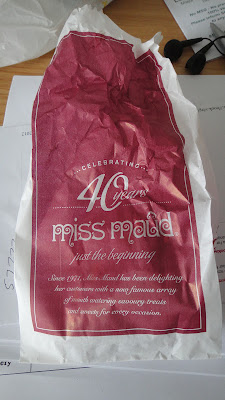 CELEBRATING
40 years
miss maud
just the beginning
Since 1971, Miss Maud has been delighting
her customers with a now famous array
of mouth watering savoury treats
and sweets for every occasion.